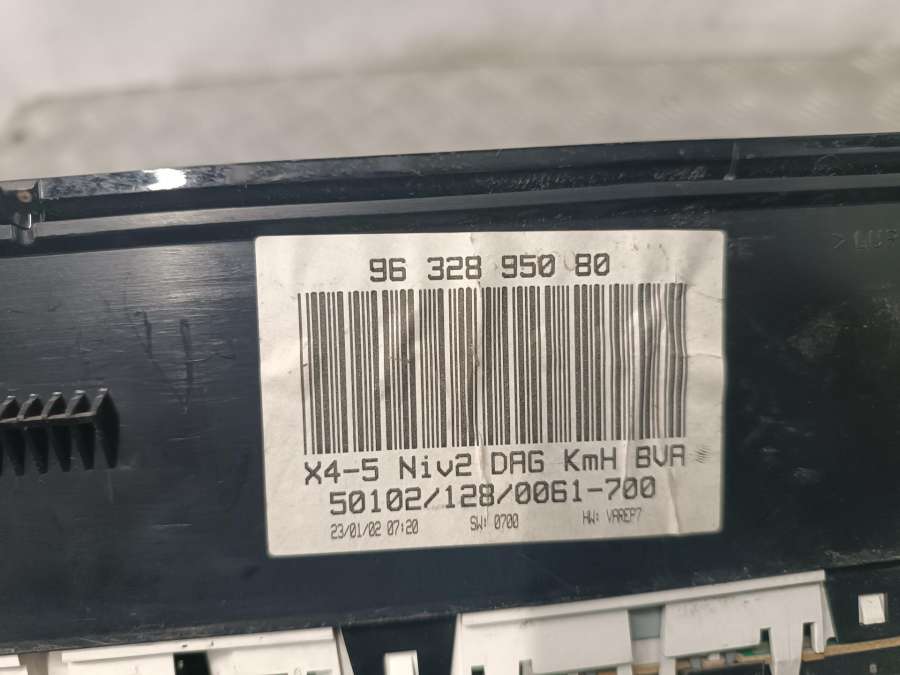 96 328 950 80
X4-5 Niv2 DAG KmH BVA
50102/128/0061-700
23/01/02 07:20 SW: 0700 HW: VAREP7